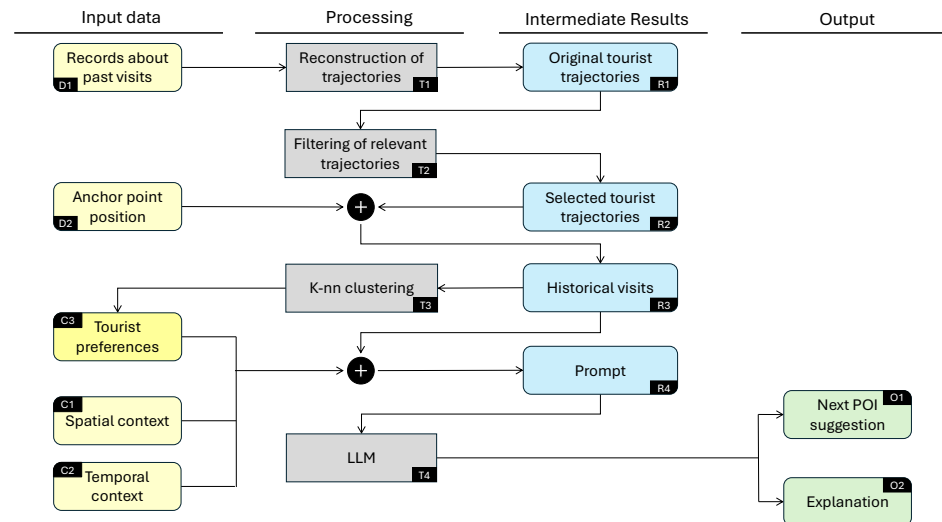 Input data
Processing
Intermediate Results
Output
Records about
past visits
D1
Reconstruction of
trajectories
T1
Original tourist
trajectories
R1
Filtering of relevant
trajectories
T2
Anchor point
position
D2
+
Selected tourist
trajectories
R2
K-nn clustering
T3
Historical visits
R3
C3
Tourist
preferences
+
Prompt
R4
C1
Spatial context
O1
Next POI
suggestion
LLM
T4
C2
Temporal
context
O2
Explanation